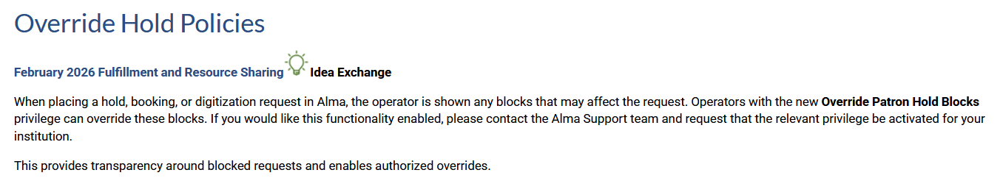 Override Hold Policies
February 2026 Fulfillment and Resource Sharing Idea Exchange
When placing a hold, booking, or digitization request in Alma, the operator is shown any blocks that may affect the request. Operators with the new Override Patron Hold Blocks
privilege can override these blocks. If you would like this functionality enabled, please contact the Alma Support team and request that the relevant privilege be activated for your
institution.
This provides transparency around blocked requests and enables authorized overrides.